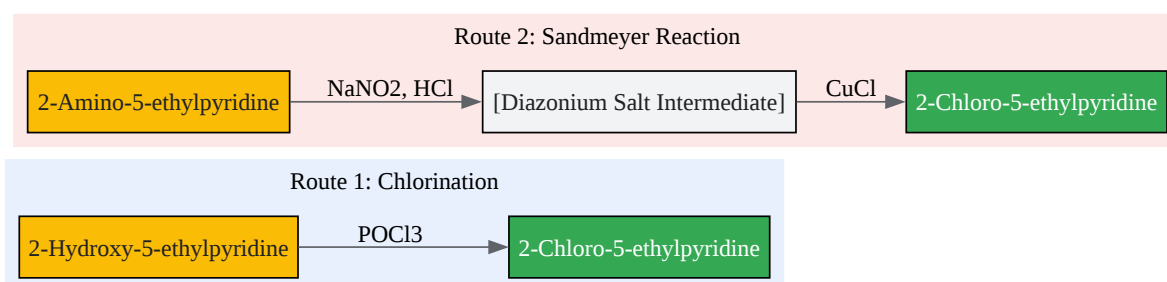 Route 2: Sandmeyer Reaction
2-Amino-5-ethylpyridine
NaNO2, HCl
[Diazonium Salt Intermediate]
CuCl
2-Chloro-5-ethylpyridine
Route 1: Chlorination
2-Hydroxy-5-ethylpyridine
POCl3
2-Chloro-5-ethylpyridine